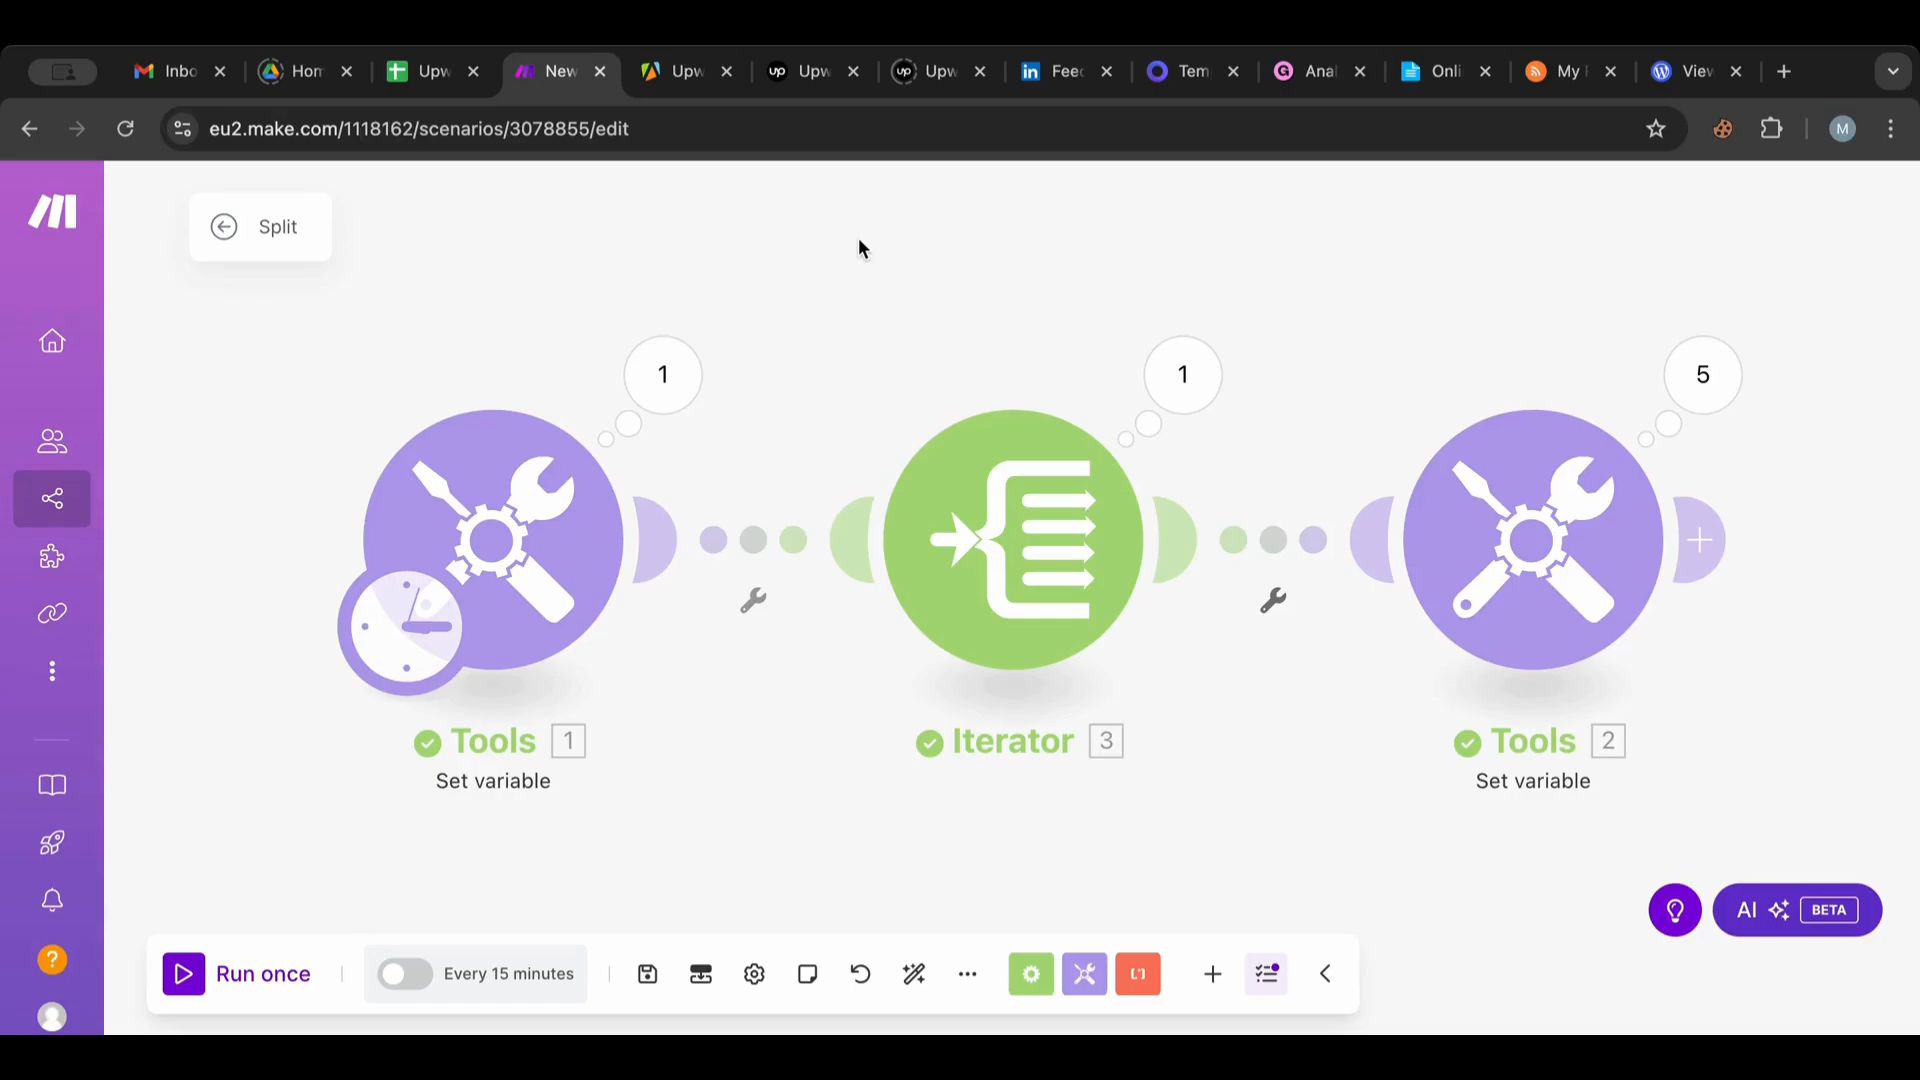 Inbo
Hon
Upw
New
Upw
Upw
Upw
Feed
Tem
Anal
Onli
My
View
eu2.make.com/1118162/scenarios/3078855/edit
M
Split
1
1
5
Tools 1
Set variable
Iterator 3
Tools 2
Set variable
AI BETA
Run once
Every 15 minutes